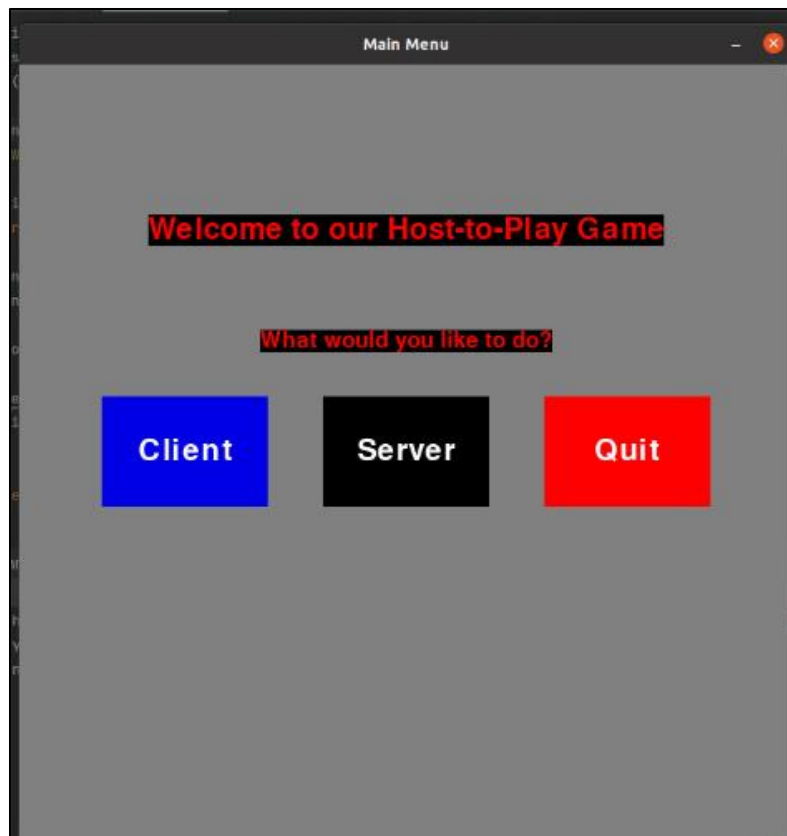 Main Menu
Welcome to our Host-to-Play Game
What would you like to do?
Client
Server
Quit